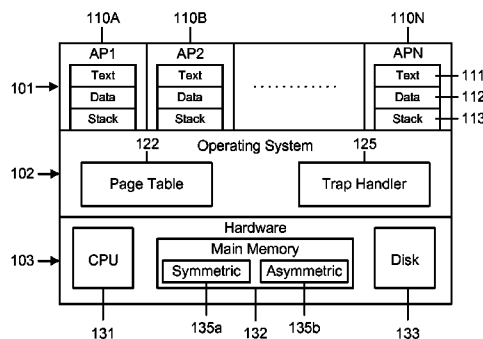 110A 110B 110N
AP1 AP2 APN
Text Text Text 111
101 Data Data .............. Data 112
Stack Stack Stack 113
122 Operating System 125
102 Page Table Trap Handler
Hardware
Main Memory
103 CPU Symmetric Asymmetric Disk
131 135a 132 135b 133